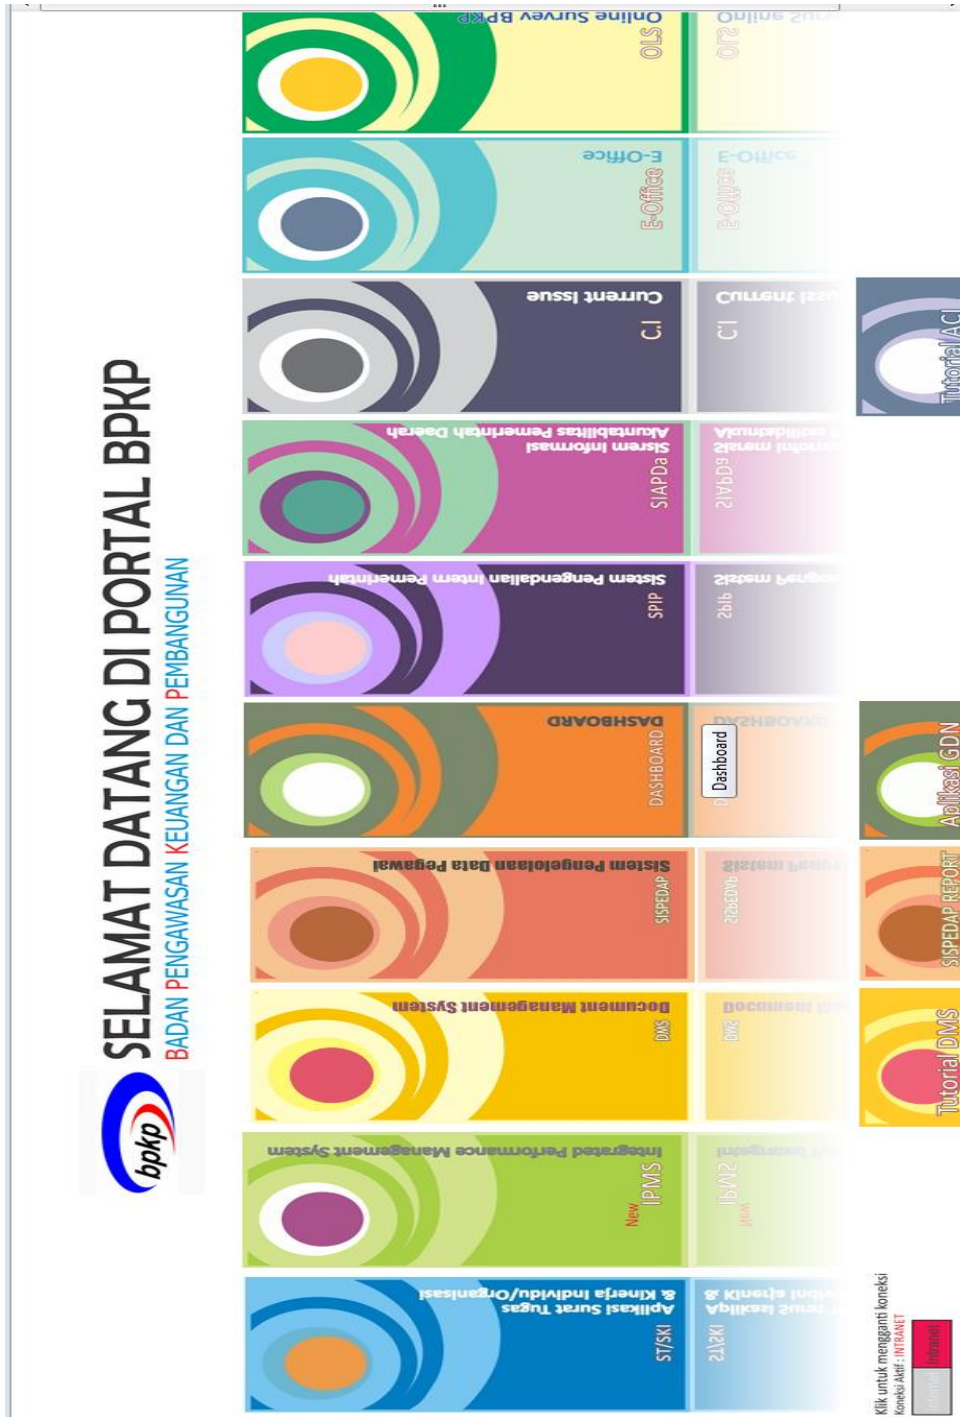 bpkp
SELAMAT DATANG DI PORTAL BPKP
BADAN PENGAWASAN KEUANGAN DAN PEMBANGUNAN
Aplikasi Surat Tugas
& Kinerja Individu/Organisasi
ST/SKI
Integrated Performance Management System
New
IPMS
Document Management System
DMS
Sistem Pengelolaan Data Pegawai
SISPEDAP
DASHBOARD
DASHBOARD
Dashboard
Sistem Pengendalian Intern Pemerintah
SPIP
Sisrem Informasi
Akuntabilitas Pemerintah Daerah
SIAPDa
Current Issue
C.I
E-Office
E-Office
Online Survey BPKP
OLS
Klik untuk mengganti koneksi
Koneksi Aktif : INTRANET
Internet
Intranet
Tutorial DMS
SISPEDAP REPORT
Aplikasi GDN
Tutorial ACI